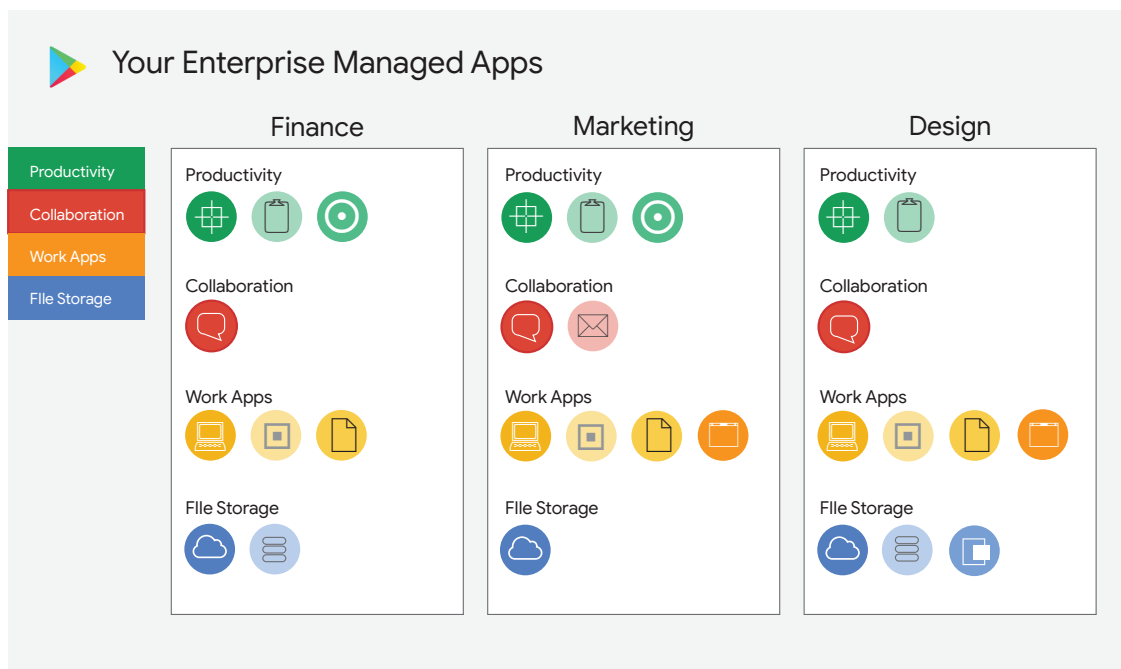 Your Enterprise Managed Apps
Finance
Marketing
Design
Productivity
Collaboration
Work Apps
FIle Storage
Productivity
Collaboration
Work Apps
FIle Storage
Productivity
Collaboration
Work Apps
FIle Storage
Productivity
Collaboration
Work Apps
FIle Storage